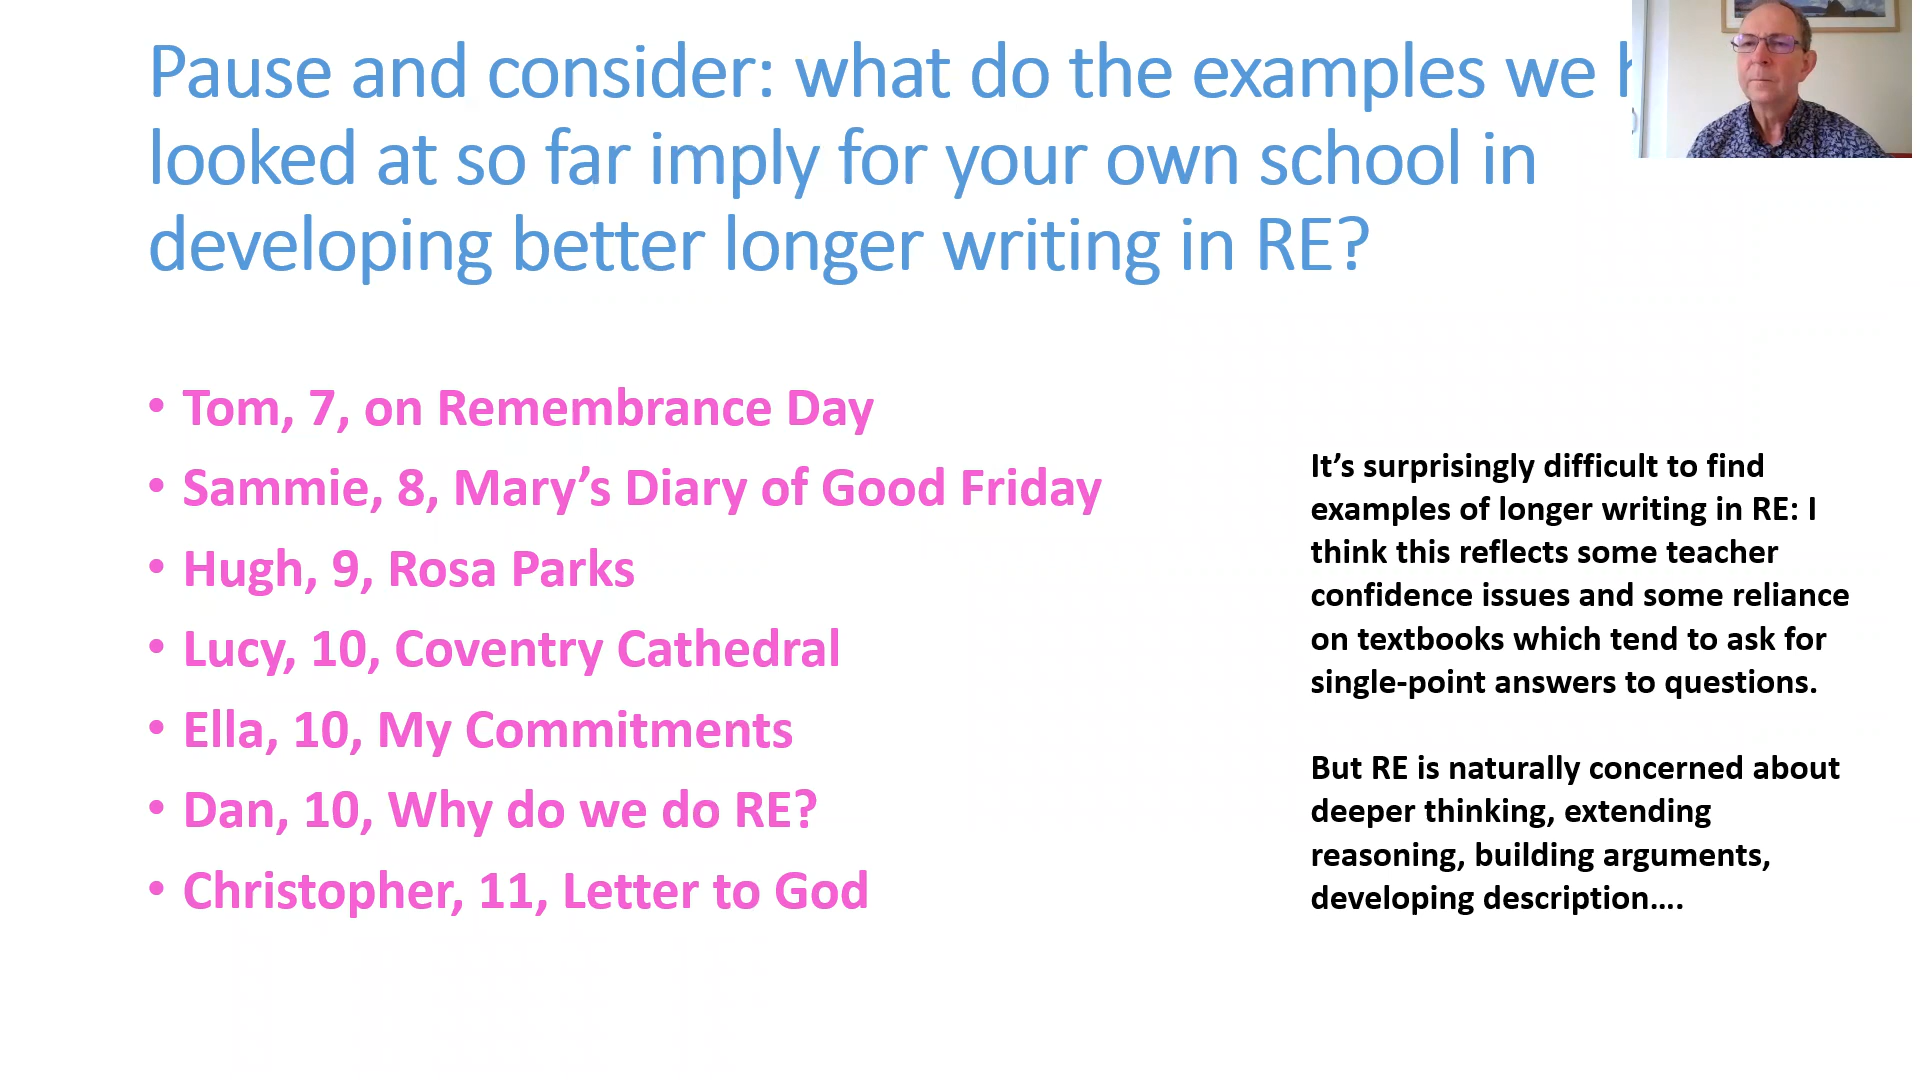 Pause and consider: what do the examples we
looked at so far imply for your own school in
developing better longer writing in RE?
• Tom, 7, on Remembrance Day
• Sammie, 8, Mary’s Diary of Good Friday
• Hugh, 9, Rosa Parks
• Lucy, 10, Coventry Cathedral
• Ella, 10, My Commitments
• Dan, 10, Why do we do RE?
• Christopher, 11, Letter to God
It’s surprisingly difficult to find
examples of longer writing in RE: I
think this reflects some teacher
confidence issues and some reliance
on textbooks which tend to ask for
single-point answers to questions.
But RE is naturally concerned about
deeper thinking, extending
reasoning, building arguments,
developing description….